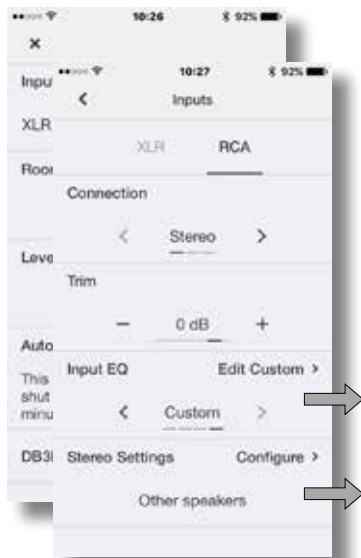 10:26
92%
×
Inpu
XLR
Room
Leve
Auto
This
shut
minu
DB3
10:27
92%
<
Inputs
XLR
RCA
Connection
< Stereo >
Trim
− 0 dB +
Input EQ
Edit Custom >
< Custom >
Stereo Settings
Configure >
Other speakers